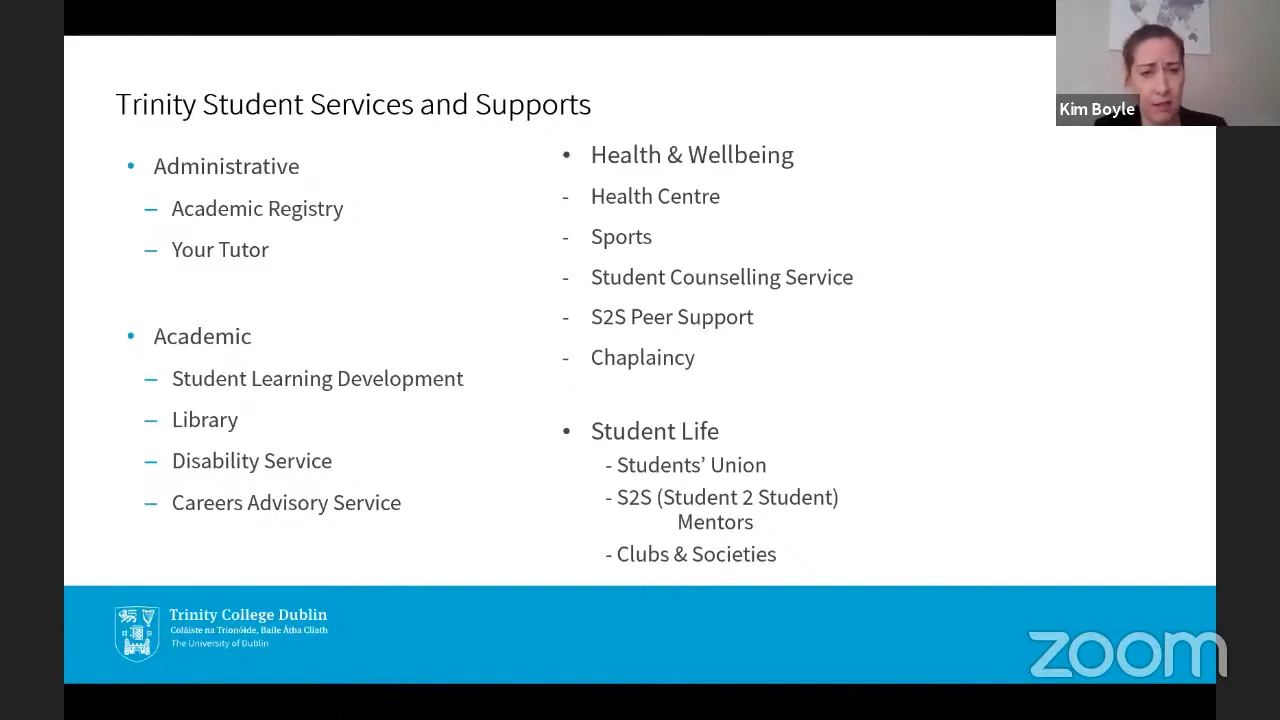 Trinity Student Services and Supports
• Administrative
– Academic Registry
– Your Tutor
• Academic
– Student Learning Development
– Library
– Disability Service
– Careers Advisory Service
• Health & Wellbeing
- Health Centre
- Sports
- Student Counselling Service
- S2S Peer Support
- Chaplaincy
• Student Life
- Students’ Union
- S2S (Student 2 Student)
Mentors
- Clubs & Societies
Kim Boyle
Trinity College Dublin
Coláiste na Tríonóide, Baile Átha Cliath
The University of Dublin
zoom